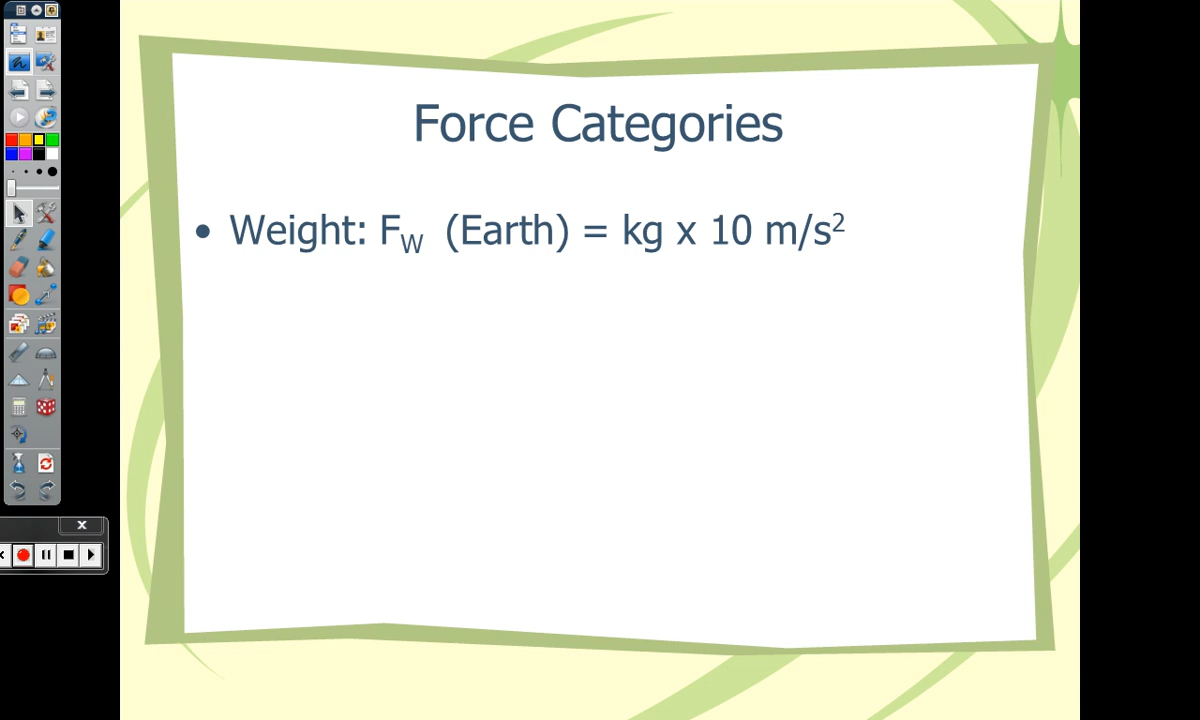 Force Categories
• Weight: F_W (Earth) = kg x 10 m/s²
x